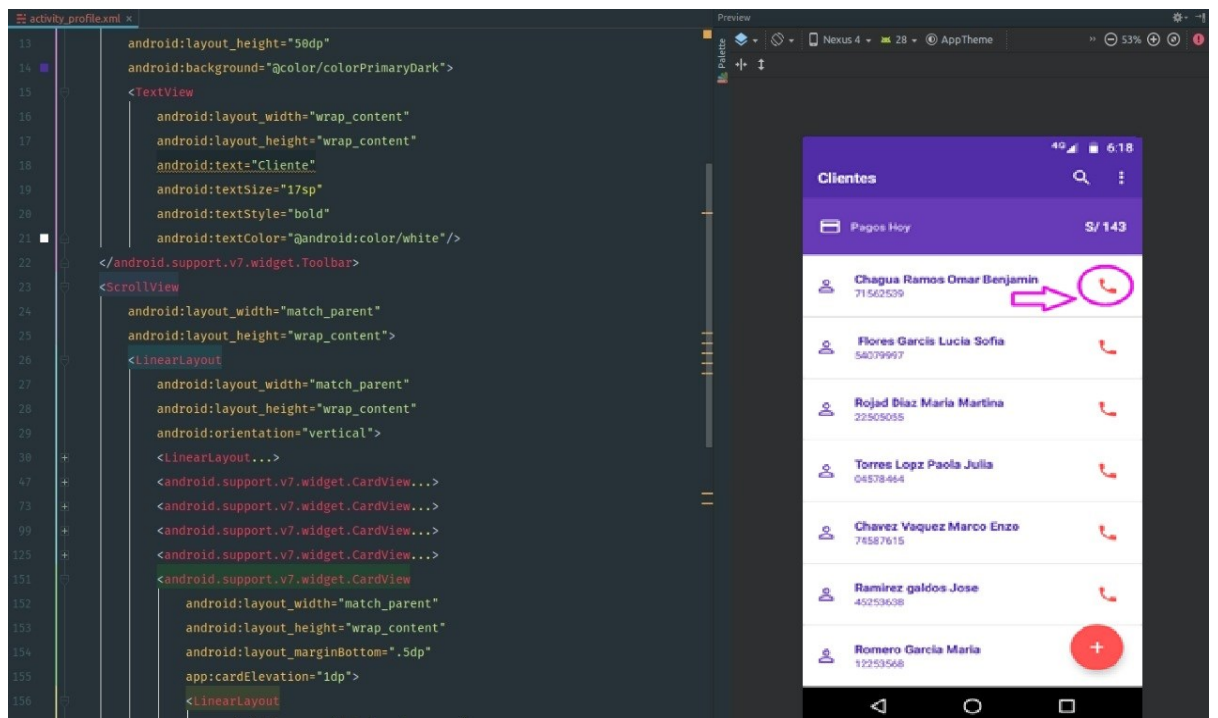 activity_profile.xml ×
13 android:layout_height="50dp"
14 android:background="@color/colorPrimaryDark">
15 <TextView
16 android:layout_width="wrap_content"
17 android:layout_height="wrap_content"
18 android:text="Cliente"
19 android:textSize="17sp"
20 android:textStyle="bold"
21 android:textColor="@android:color/white"/>
22 </android.support.v7.widget.Toolbar>
23 <ScrollView
24 android:layout_width="match_parent"
25 android:layout_height="wrap_content">
26 <LinearLayout
27 android:layout_width="match_parent"
28 android:layout_height="wrap_content"
29 android:orientation="vertical">
30 <LinearLayout...>
47 <android.support.v7.widget.CardView...>
73 <android.support.v7.widget.CardView...>
99 <android.support.v7.widget.CardView...>
125 <android.support.v7.widget.CardView...>
151 <android.support.v7.widget.CardView
152 android:layout_width="match_parent"
153 android:layout_height="wrap_content"
154 android:layout_marginBottom=".5dp"
155 app:cardElevation="1dp">
156 <LinearLayout
Preview
Palette
Nexus 4 28 AppTheme » 53%
4G 6:18
Clientes
Pagos Hoy S/ 143
Chagua Ramos Omar Benjamin
71562539
Flores Garcis Lucia Sofia
54079997
Rojad Diaz Maria Martina
22505055
Torres Lopz Paola Julia
04578464
Chavez Vaquez Marco Enzo
74587615
Ramirez galdos Jose
45253638
Romero Garcia Maria
12253568